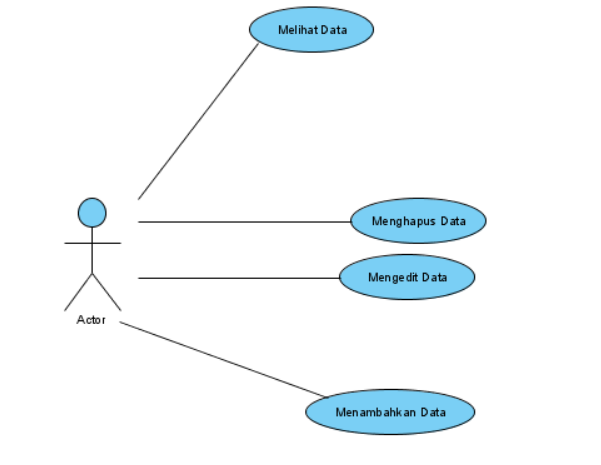 Melihat Data
Menghapus Data
Mengedit Data
Actor
Menambahkan Data